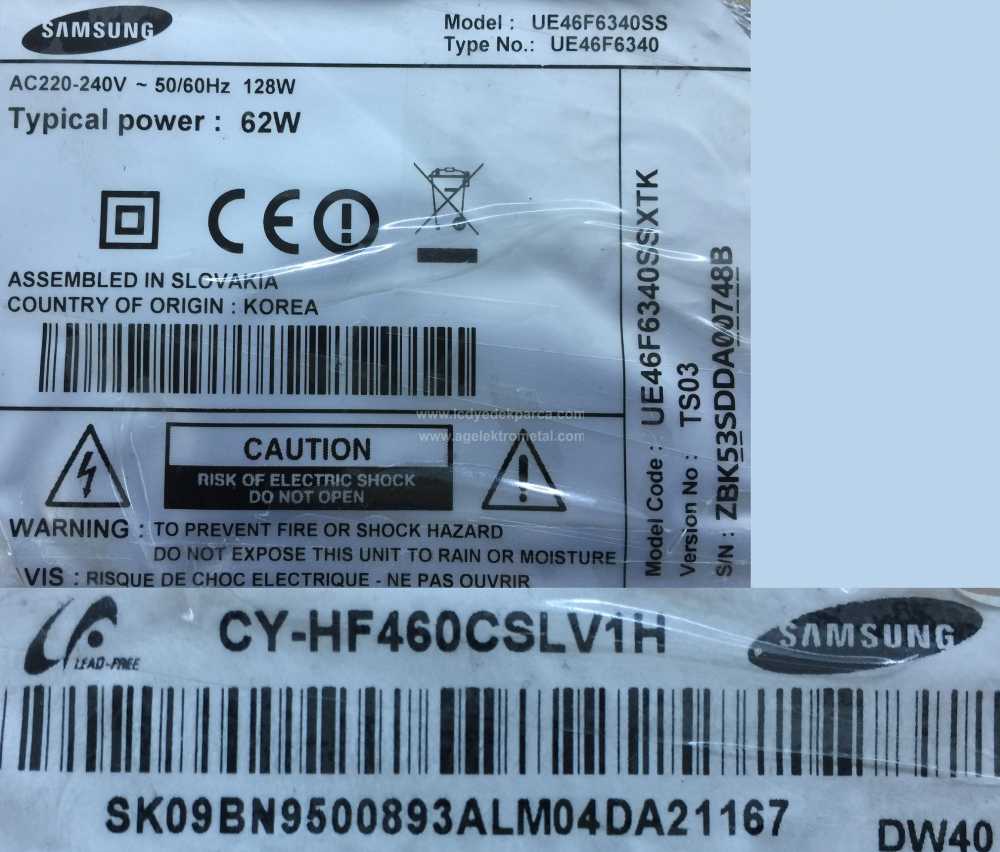 SAMSUNG
Model : UE46F6340SS
Type No.: UE46F6340
AC220-240V ~ 50/60Hz 128W
Typical power : 62W
CE
ASSEMBLED IN SLOVAKIA
COUNTRY OF ORIGIN : KOREA
www.lcdyedekparca.com
www.agelektrometal.com
CAUTION
RISK OF ELECTRIC SHOCK
DO NOT OPEN
WARNING : TO PREVENT FIRE OR SHOCK HAZARD
DO NOT EXPOSE THIS UNIT TO RAIN OR MOISTURE
VIS : RISQUE DE CHOC ELECTRIQUE - NE PAS OUVRIR
Model Code : UE46F6340SSXTK
Version No : TS03
S/N : ZBK53SDDA00748B
LEAD-FREE
CY-HF460CSLV1H
SAMSUNG
SK09BN9500893ALM04DA21167
DW40